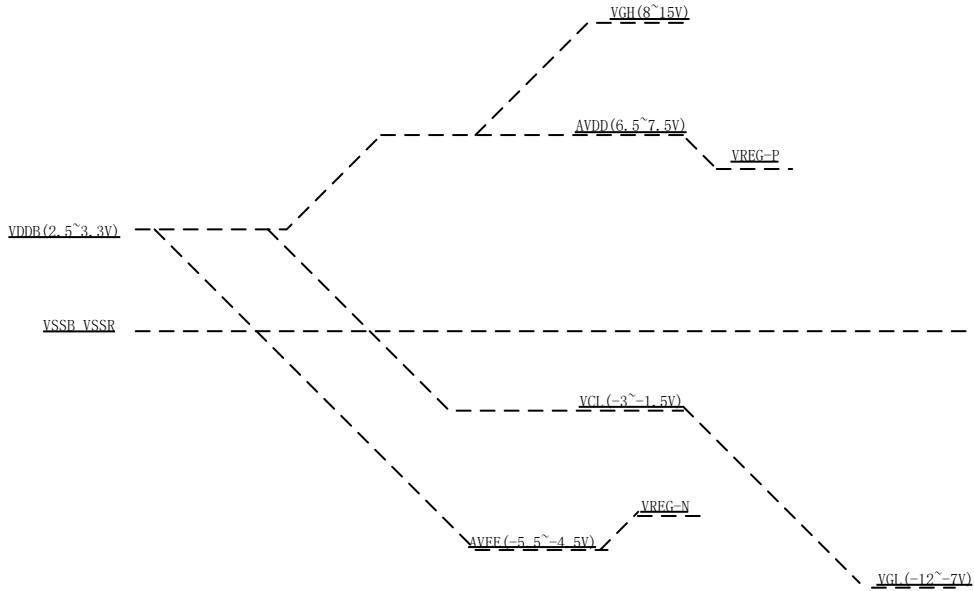 VGH(8~15V)
AVDD(6.5~7.5V)
VREG-P
VDDB(2.5~3.3V)
VSSB VSSR
VCL(-3~-1.5V)
VREG-N
AVEE(-5.5~-4.5V)
VGL(-12~-7V)